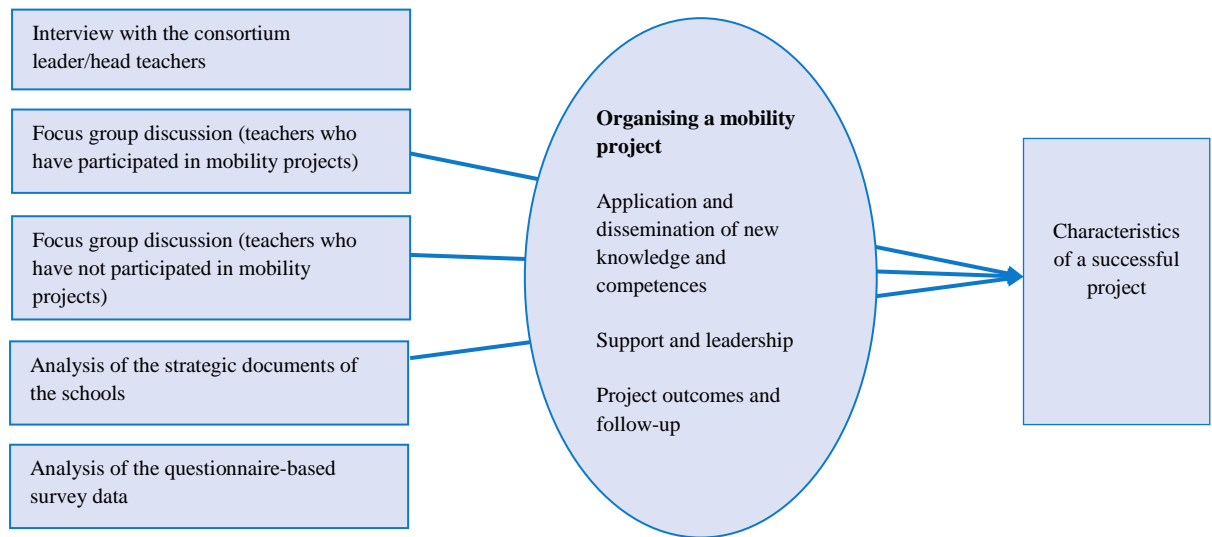 Interview with the consortium
leader/head teachers
Focus group discussion (teachers who
have participated in mobility projects)
Focus group discussion (teachers who
have not participated in mobility
projects)
Analysis of the strategic documents of
the schools
Analysis of the questionnaire-based
survey data
Organising a mobility
project
Application and
dissemination of new
knowledge and
competences
Support and leadership
Project outcomes and
follow-up
Characteristics
of a successful
project